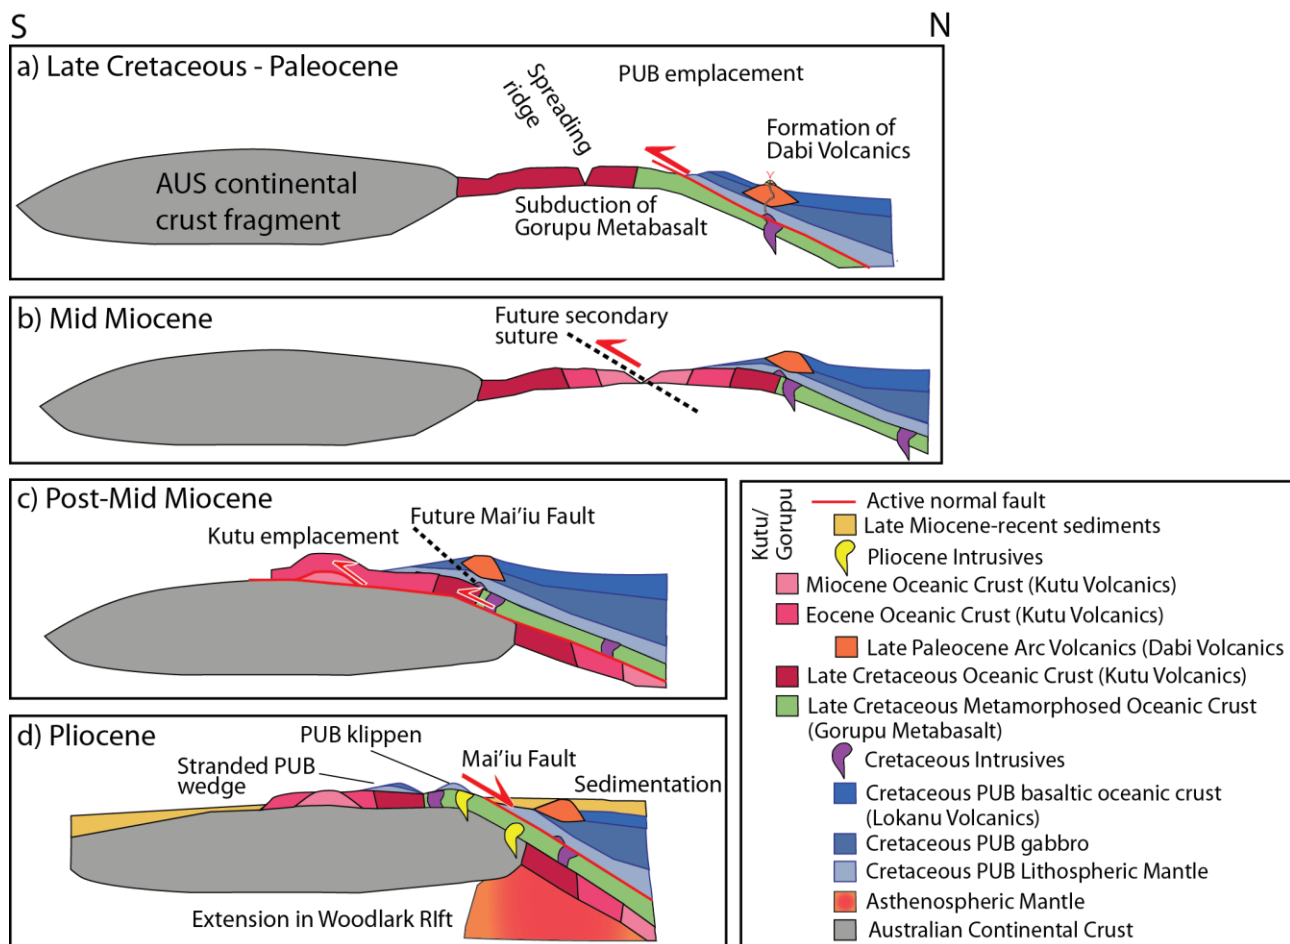 S
N
a) Late Cretaceous - Paleocene
Spreading
ridge
PUB emplacement
Formation of
Dabi Volcanics
AUS continental
crust fragment
Subduction of
Gorupu Metabasalt
b) Mid Miocene
Future secondary
suture
c) Post-Mid Miocene
Kutu emplacement
Future Mai'iu Fault
d) Pliocene
PUB klippen
Stranded PUB
wedge
Mai'iu Fault
Sedimentation
Extension in Woodlark RIft
Kutu/
Gorupu
Active normal fault
Late Miocene-recent sediments
Pliocene Intrusives
Miocene Oceanic Crust (Kutu Volcanics)
Eocene Oceanic Crust (Kutu Volcanics)
Late Paleocene Arc Volcanics (Dabi Volcanics
Late Cretaceous Oceanic Crust (Kutu Volcanics)
Late Cretaceous Metamorphosed Oceanic Crust
(Gorupu Metabasalt)
Cretaceous Intrusives
Cretaceous PUB basaltic oceanic crust
(Lokanu Volcanics)
Cretaceous PUB gabbro
Cretaceous PUB Lithospheric Mantle
Asthenospheric Mantle
Australian Continental Crust